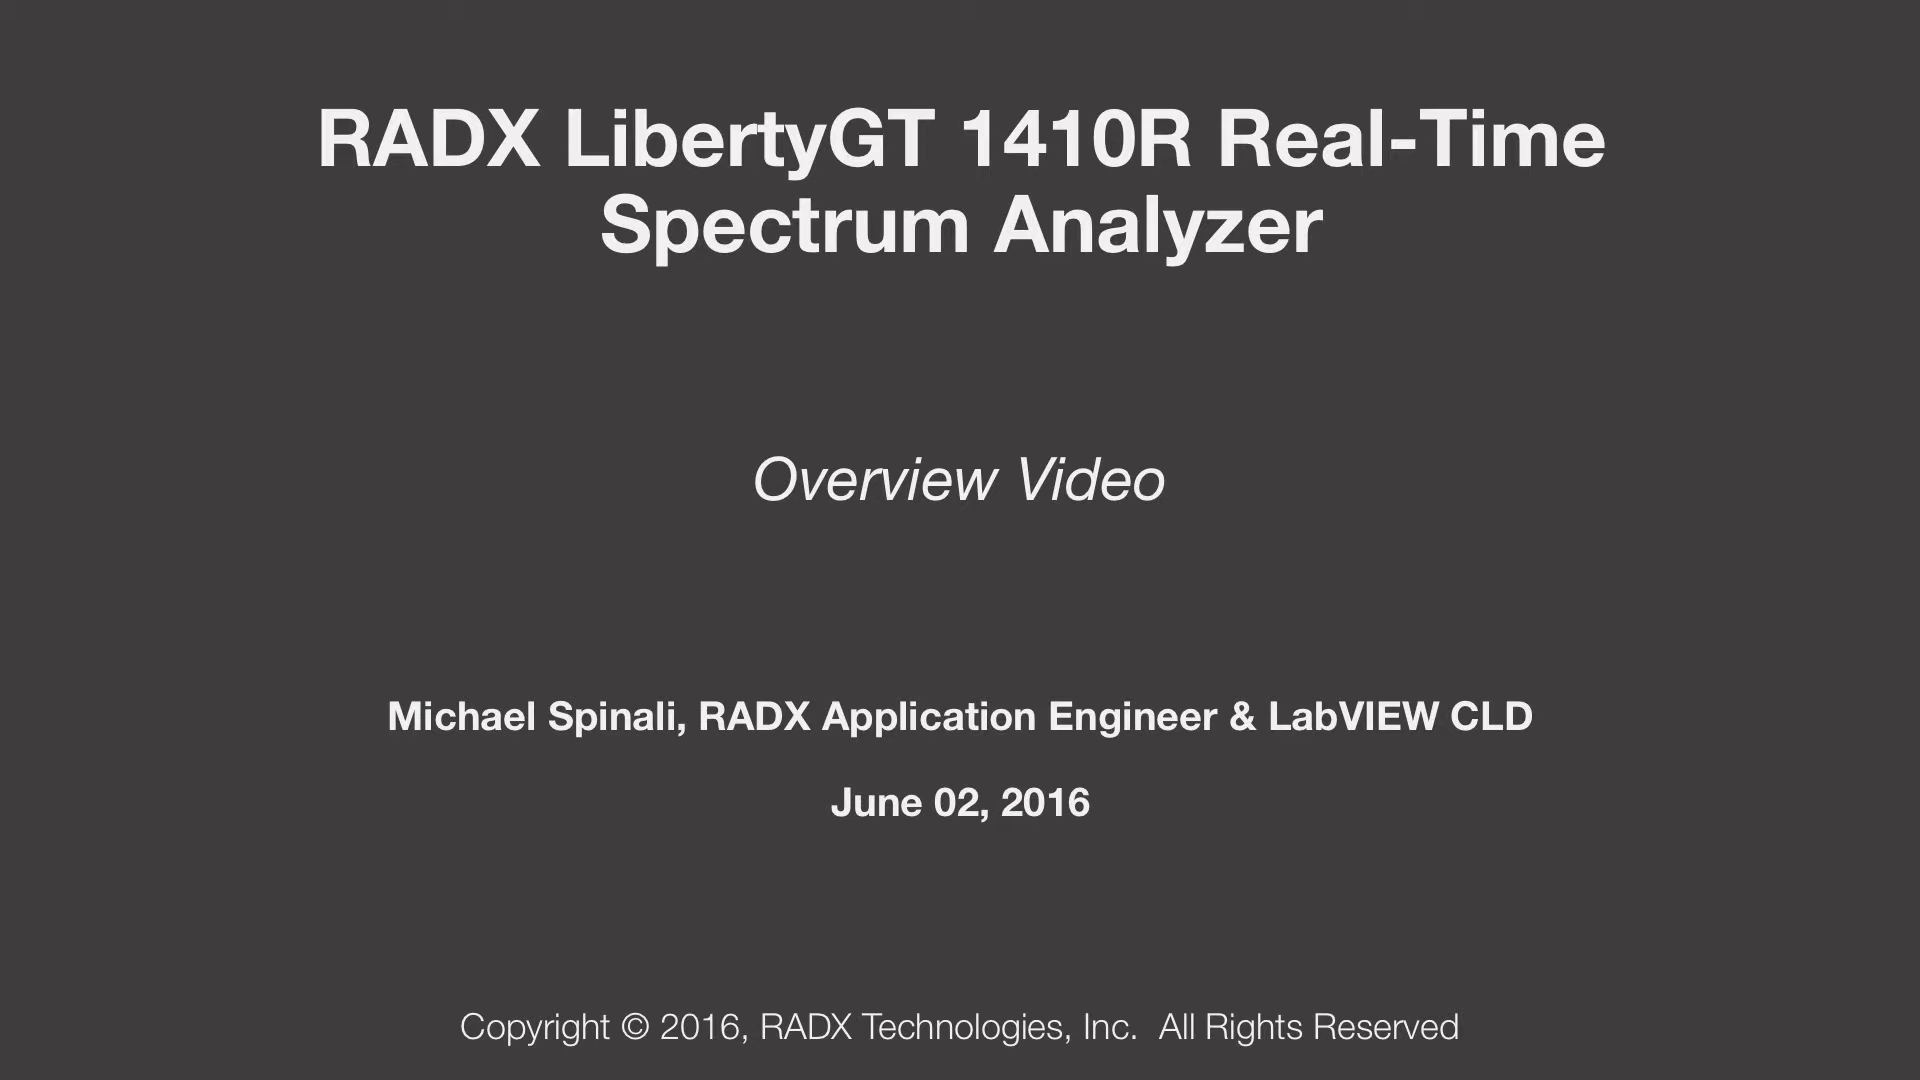 RADX LibertyGT 1410R Real-Time
Spectrum Analyzer
Overview Video
Michael Spinali, RADX Application Engineer & LabVIEW CLD
June 02, 2016
Copyright © 2016, RADX Technologies, Inc.  All Rights Reserved